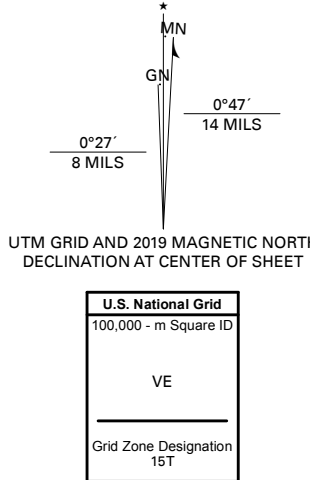 ★
MN
GN
0°47´
14 MILS
0°27´
8 MILS
UTM GRID AND 2019 MAGNETIC NORTH
DECLINATION AT CENTER OF SHEET
U.S. National Grid
100,000 - m Square ID
VE
Grid Zone Designation
15T